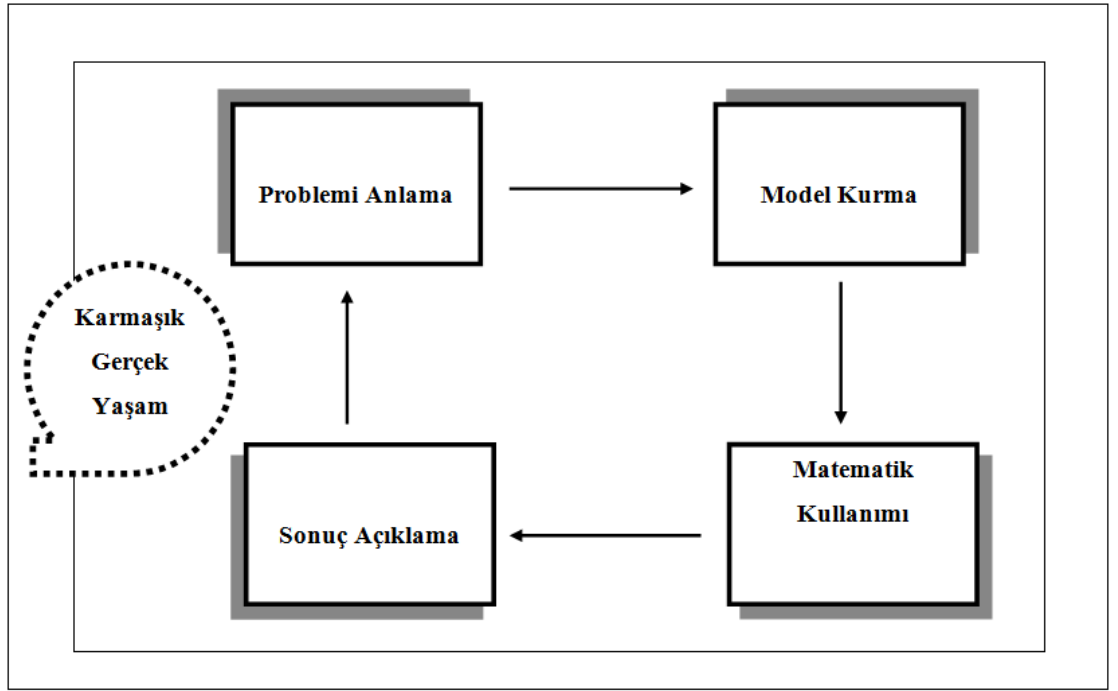 Problemi Anlama
Model Kurma
Karmaşık
Gerçek
Yaşam
Matematik
Kullanımı
Sonuç Açıklama